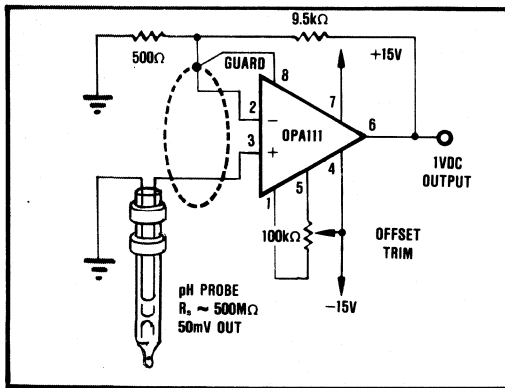 9.5kΩ
500Ω
+15V
GUARD
8
7
2
−
OPA111
6
3
+
4
1VDC
OUTPUT
1
5
100kΩ
OFFSET
TRIM
pH PROBE
Rs ~ 500MΩ
50mV OUT
−15V